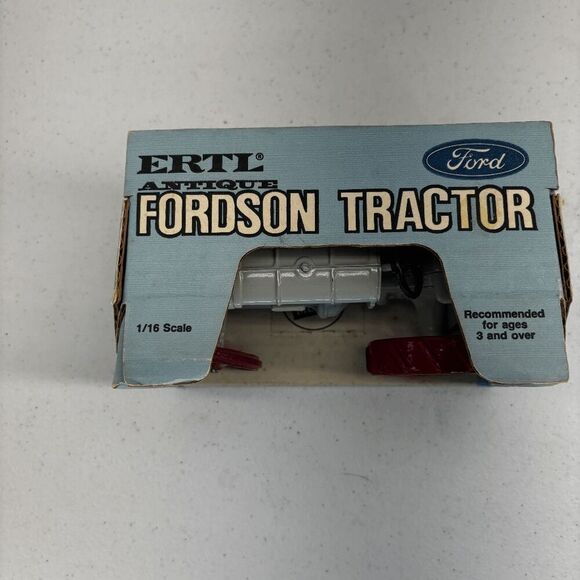 ERTL®
Ford
ANTIQUE
FORDSON TRACTOR
1/16 Scale
Recommended
for ages
3 and over